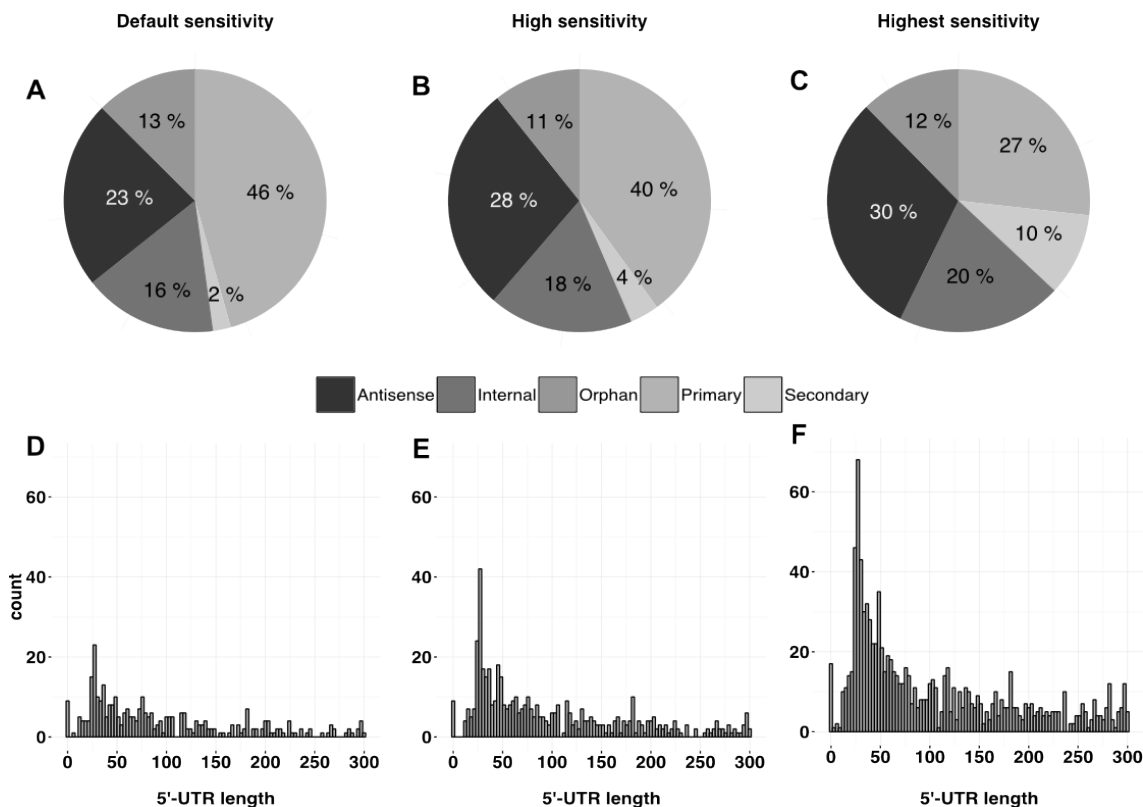 Default sensitivity
High sensitivity
Highest sensitivity
A
13 %
46 %
23 %
16 %
2 %
B
11 %
40 %
28 %
18 %
4 %
C
12 %
27 %
30 %
10 %
20 %
Antisense Internal Orphan Primary Secondary
D
60
40
20
0
count
0 50 100 150 200 250 300
5'-UTR length
E
60
40
20
0
0 50 100 150 200 250 300
5'-UTR length
F
60
40
20
0
0 50 100 150 200 250 300
5'-UTR length